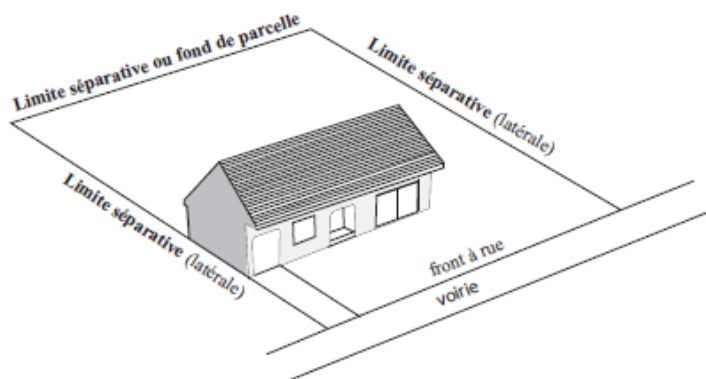 Limite séparative ou fond de parcelle
Limite séparative (latérale)
Limite séparative (latérale)
front à rue
voirie